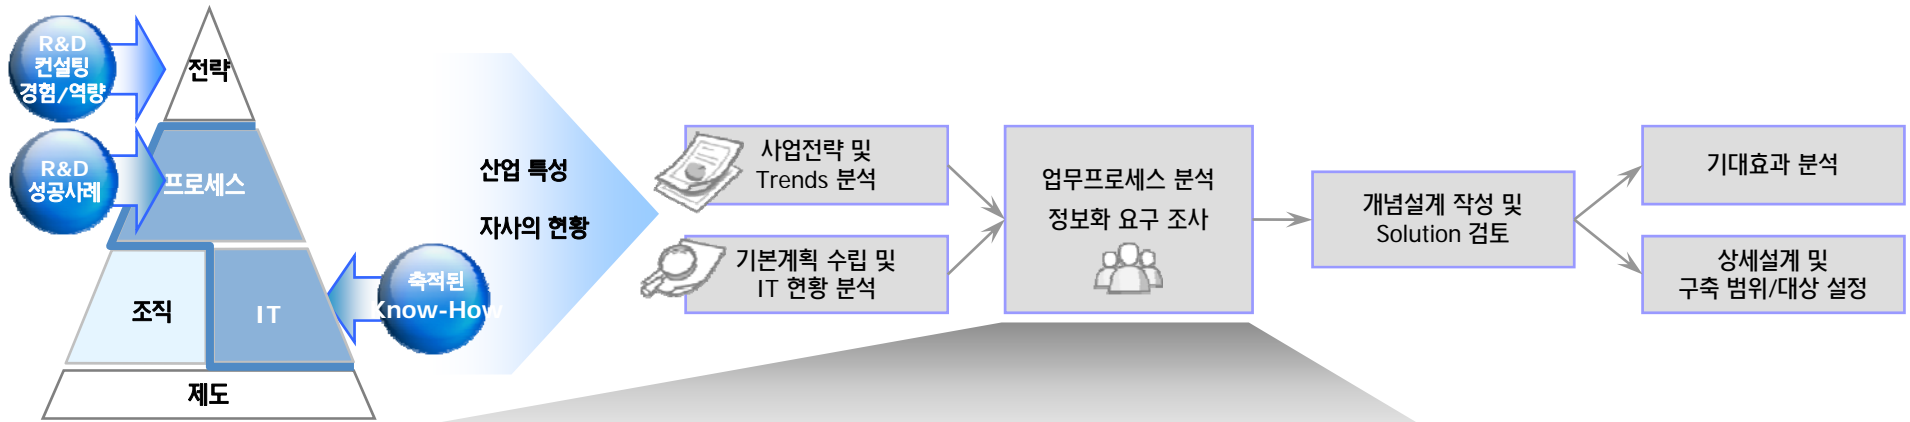 R&D
컨설팅
경험/역량
전략
R&D
성공사례
프로세스
조직
IT
축적된
Know-How
제도
산업 특성
자사의 현황
사업전략 및
Trends 분석
기본계획 수립 및
IT 현황 분석
업무프로세스 분석
정보화 요구 조사
개념설계 작성 및
Solution 검토
기대효과 분석
상세설계 및
구축 범위/대상 설정